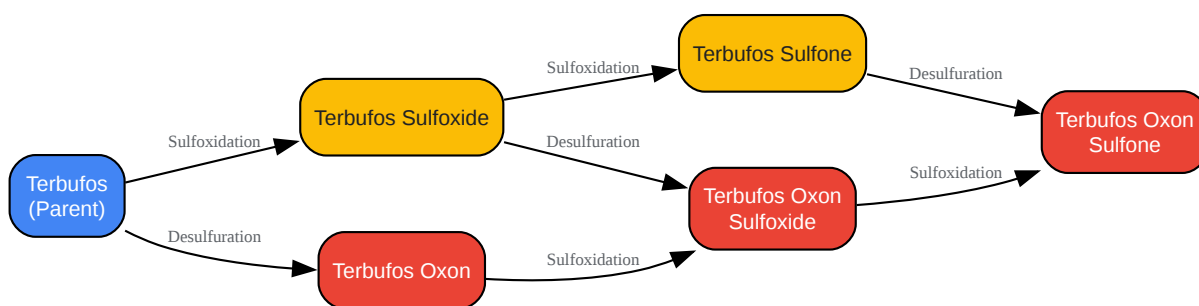 Terbufos
(Parent)
Sulfoxidation
Desulfuration
Terbufos Sulfoxide
Terbufos Oxon
Sulfoxidation
Desulfuration
Sulfoxidation
Terbufos Sulfone
Terbufos Oxon
Sulfoxide
Desulfuration
Sulfoxidation
Terbufos Oxon
Sulfone